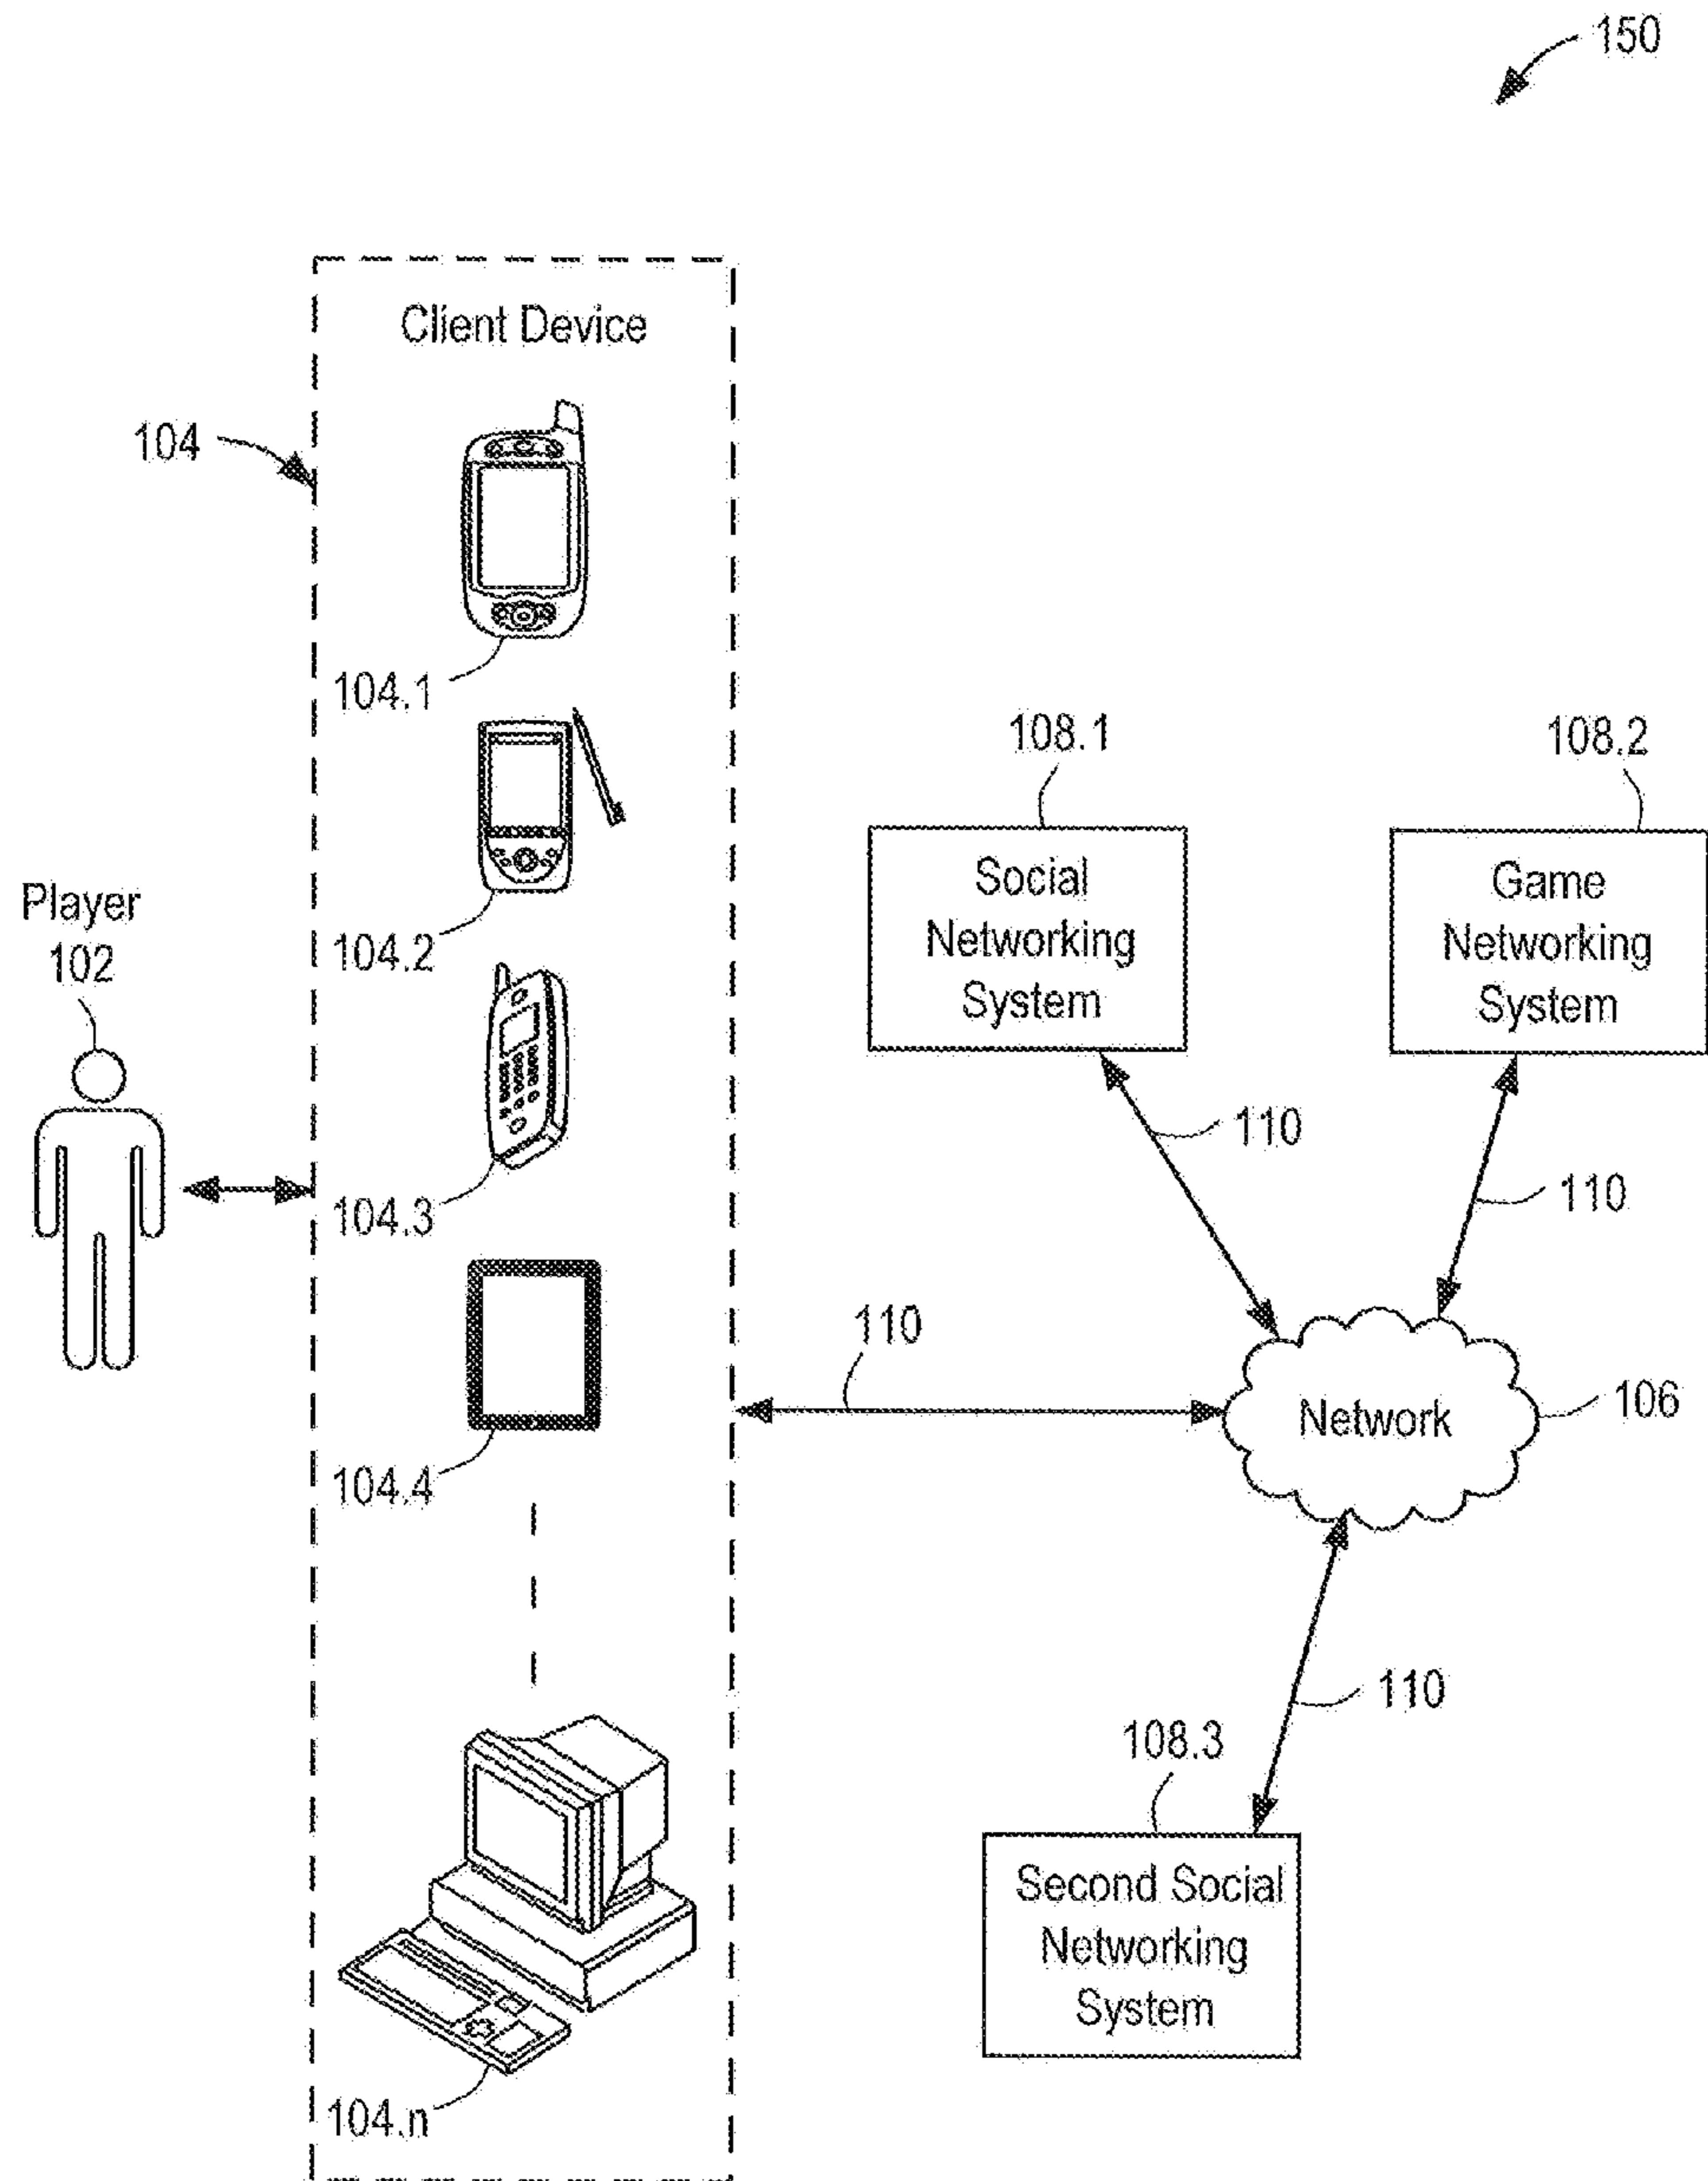 150
Client Device
104
104.1
104.2
104.3
104.4
104.n
Player
102
108.1
Social
Networking
System
108.2
Game
Networking
System
110
110
110
Network
106
110
108.3
Second Social
Networking
System